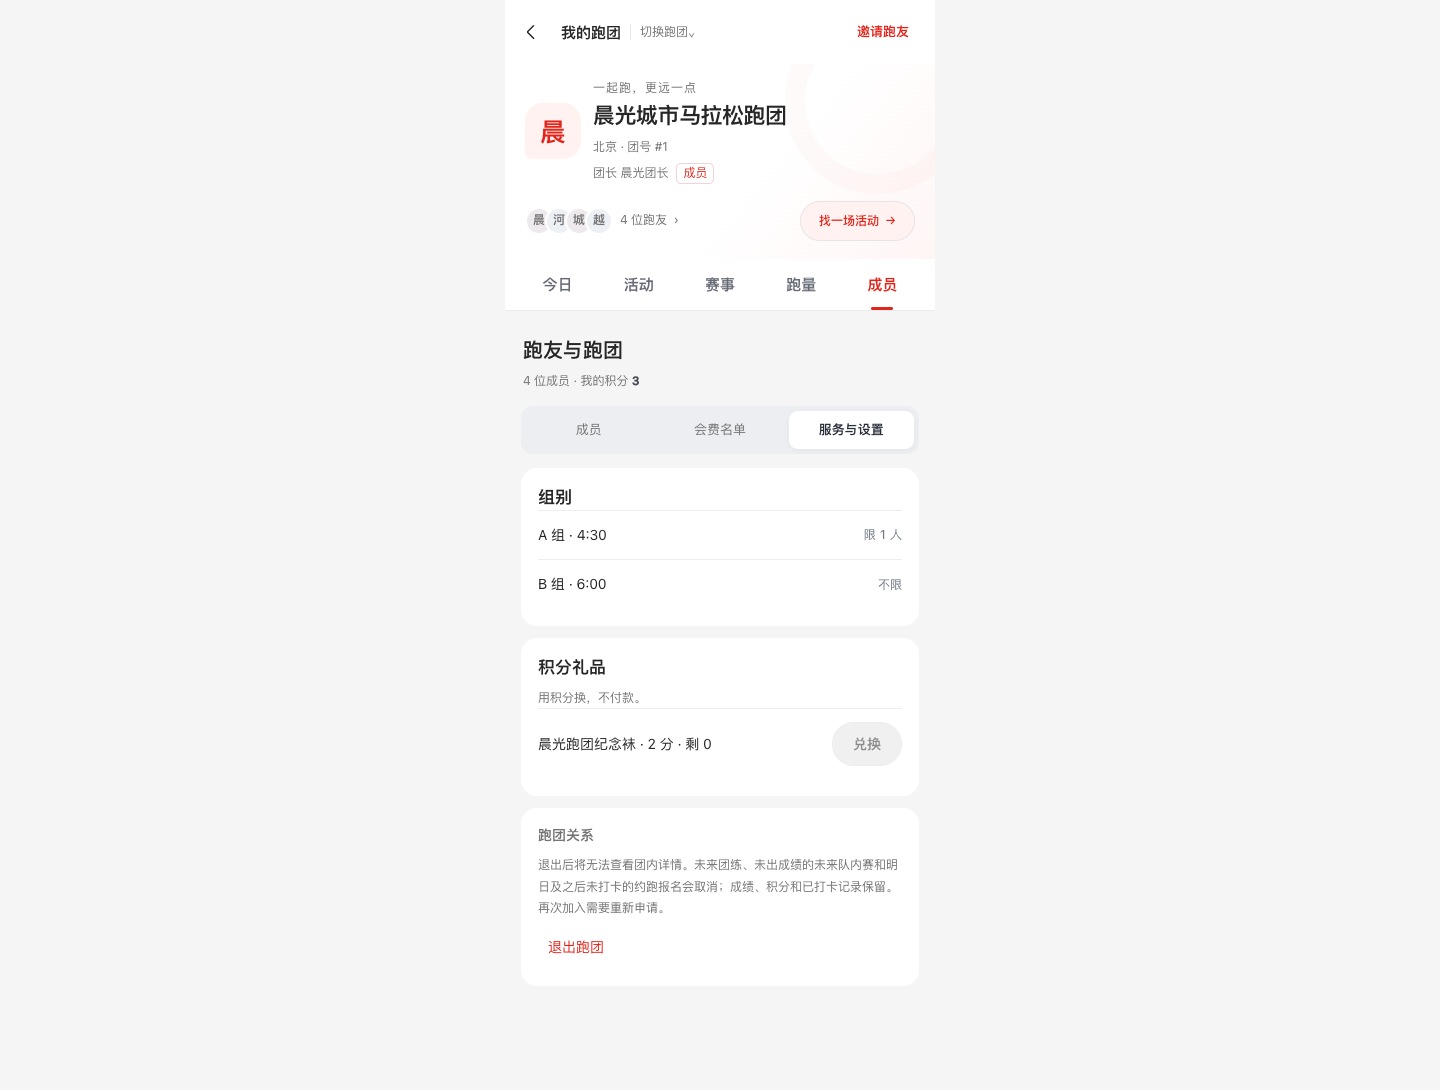 我的跑团
切换跑团
邀请跑友
一起跑，更远一点
晨
晨光城市马拉松跑团
北京 · 团号 #1
团长 晨光团长 成员
晨 河 城 越 4 位跑友 ›
找一场活动 →
今日 活动 赛事 跑量 成员
跑友与跑团
4 位成员 · 我的积分 3
成员 会费名单 服务与设置
组别
A 组 · 4:30 限 1 人
B 组 · 6:00 不限
积分礼品
用积分换，不付款。
晨光跑团纪念袜 · 2 分 · 剩 0 兑换
跑团关系
退出后将无法查看团内详情。未来团练、未出成绩的未来队内赛和明
日及之后未打卡的约跑报名会取消；成绩、积分和已打卡记录保留。
再次加入需要重新申请。
退出跑团